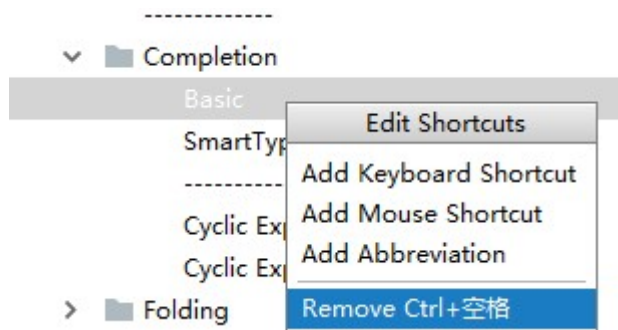 -------------
Completion
Basic
Edit Shortcuts
SmartTyp
Add Keyboard Shortcut
----------
Add Mouse Shortcut
Cyclic Exp
Add Abbreviation
Cyclic Exp
Folding
Remove Ctrl+空格